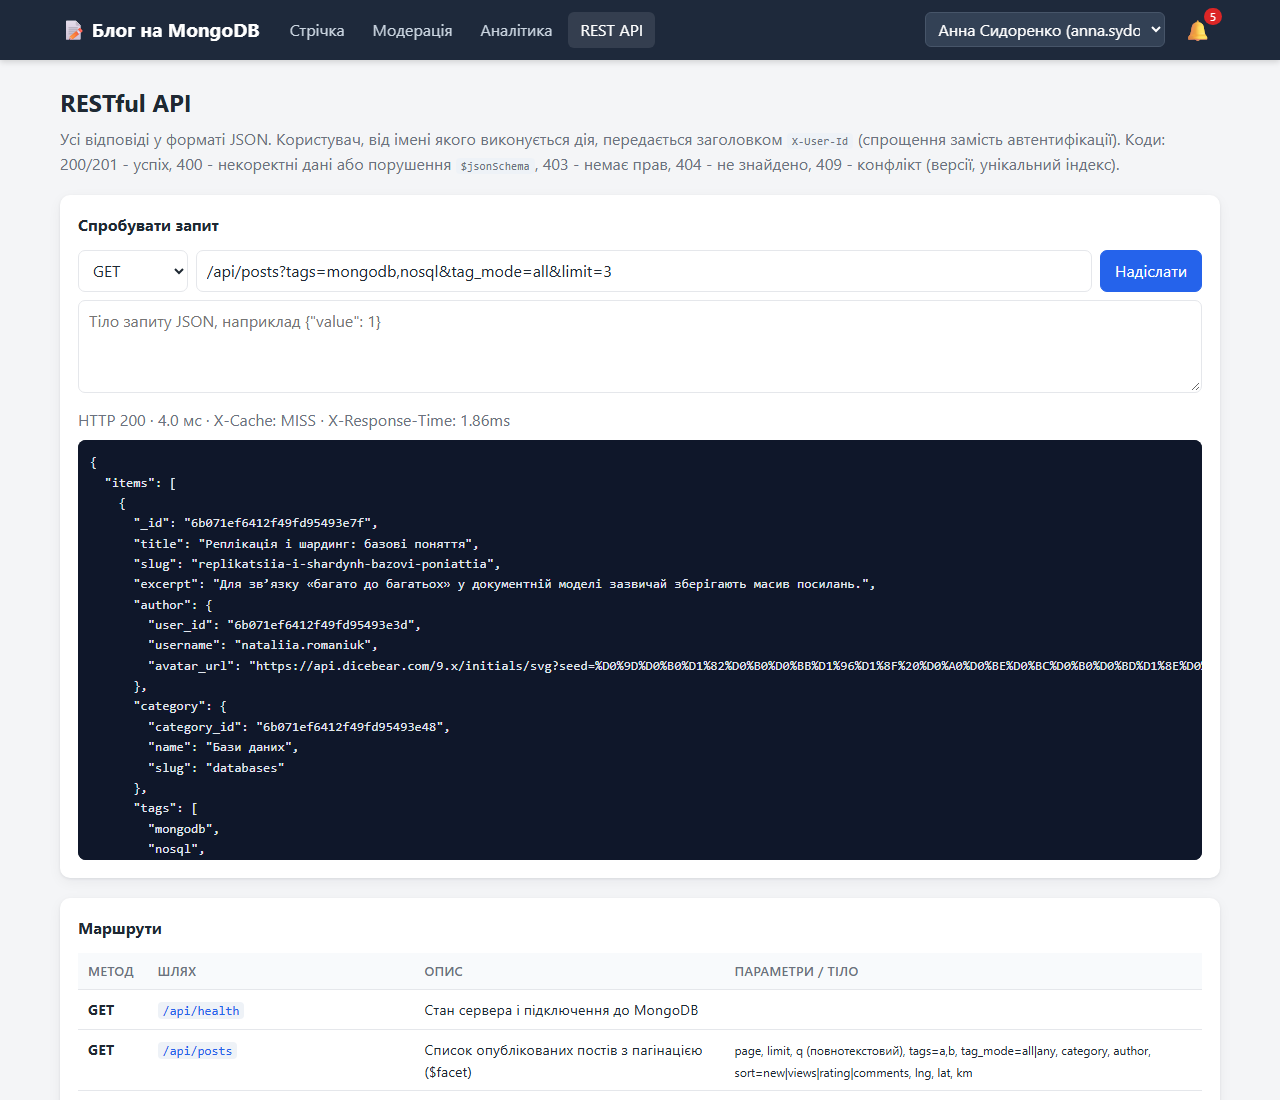 Блог на MongoDB
Стрічка
Модерація
Аналітика
REST API
Анна Сидоренко (anna.sydo
5
RESTful API
Усі відповіді у форматі JSON. Користувач, від імені якого виконується дія, передається заголовком X-User-Id (спрощення замість автентифікації). Коди:
200/201 - успіх, 400 - некоректні дані або порушення $jsonSchema , 403 - немає прав, 404 - не знайдено, 409 - конфлікт (версії, унікальний індекс).
Спробувати запит
GET
/api/posts?tags=mongodb,nosql&tag_mode=all&limit=3
Надіслати
Тіло запиту JSON, наприклад {"value": 1}
HTTP 200 · 4.0 мс · X-Cache: MISS · X-Response-Time: 1.86ms
{
"items": [
{
"_id": "6b071ef6412f49fd95493e7f",
"title": "Реплікація і шардинг: базові поняття",
"slug": "replikatsiia-i-shardynh-bazovi-poniattia",
"excerpt": "Для зв’язку «багато до багатьох» у документній моделі зазвичай зберігають масив посилань.",
"author": {
"user_id": "6b071ef6412f49fd95493e3d",
"username": "nataliia.romaniuk",
"avatar_url": "https://api.dicebear.com/9.x/initials/svg?seed=%D0%9D%D0%B0%D1%82%D0%B0%D0%BB%D1%96%D1%8F%20%D0%A0%D0%BE%D0%BC%D0%B0%D0%BD%D1%8E%D0%
},
"category": {
"category_id": "6b071ef6412f49fd95493e48",
"name": "Бази даних",
"slug": "databases"
},
"tags": [
"mongodb",
"nosql",
Маршрути
МЕТОД ШЛЯХ ОПИС ПАРАМЕТРИ / ТІЛО
GET /api/health Стан сервера і підключення до MongoDB
GET /api/posts Список опублікованих постів з пагінацією
($facet)
page, limit, q (повнотекстовий), tags=a,b, tag_mode=all|any, category, author,
sort=new|views|rating|comments, lng, lat, km